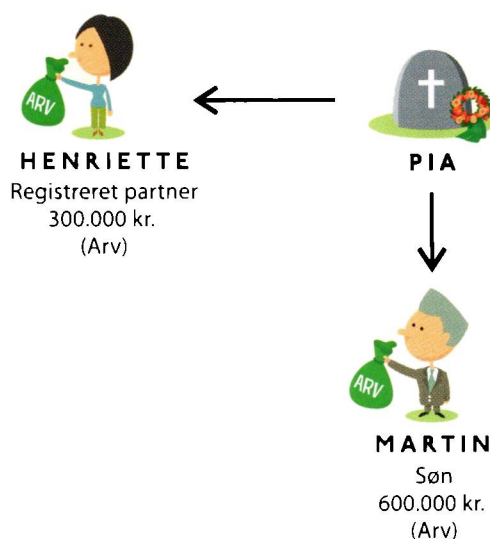 ARV
HENRIETTE
Registreret partner
300.000 kr.
(Arv)
PIA
ARV
MARTIN
Søn
600.000 kr.
(Arv)